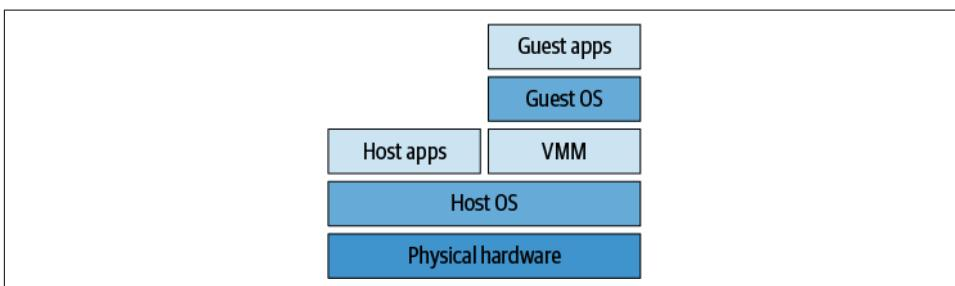 Guest apps
Guest OS
Host apps VMM
Host OS
Physical hardware